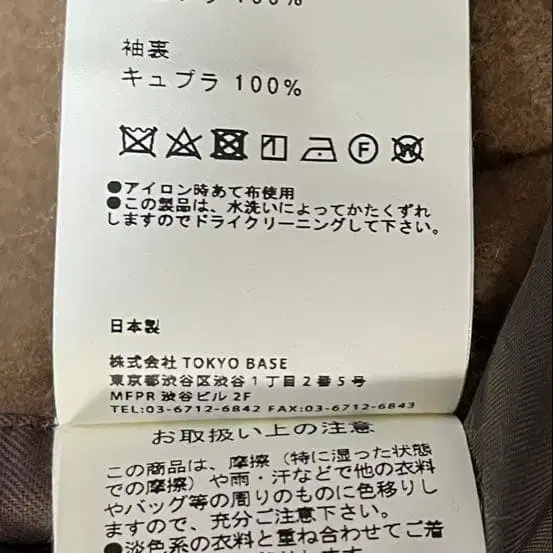 キュプラ 100%
袖裏
キュプラ 100%
F
W
●アイロン時あて布使用
●この製品は、水洗いによってかたくずれ
しますのでドライクリーニングして下さい。
日本製
株式会社 TOKYO BASE
東京都渋谷区渋谷1丁目2番5号
MFPR 渋谷ビル 2F
TEL:03-6712-6842 FAX:03-6712-6843
お取扱い上の注意
この商品は、摩擦（特に湿った状態
での摩擦）や雨・汗などで他の衣料
やバッグ等の周りのものに色移りし
ますので、充分ご注意下さい。
●淡色系の衣料と重ね合わせてご着